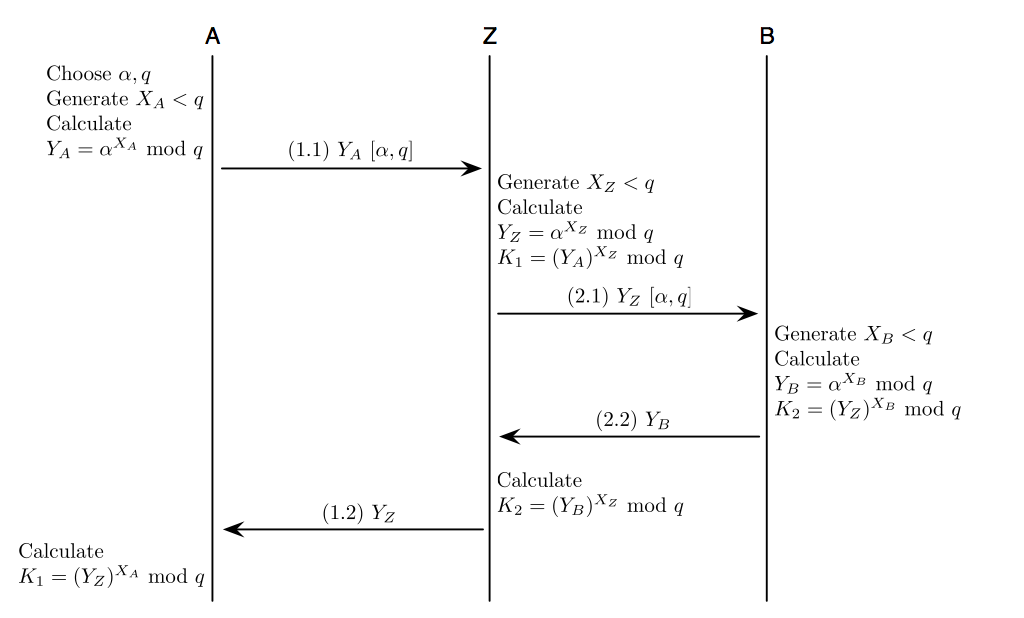 A Z B
Choose α, q
Generate X_A < q
Calculate
Y_A = α^{X_A} mod q
(1.1) Y_A [α, q]
Generate X_Z < q
Calculate
Y_Z = α^{X_Z} mod q
K_1 = (Y_A)^{X_Z} mod q
(2.1) Y_Z [α, q]
Generate X_B < q
Calculate
Y_B = α^{X_B} mod q
K_2 = (Y_Z)^{X_B} mod q
(2.2) Y_B
Calculate
K_2 = (Y_B)^{X_Z} mod q
(1.2) Y_Z
Calculate
K_1 = (Y_Z)^{X_A} mod q